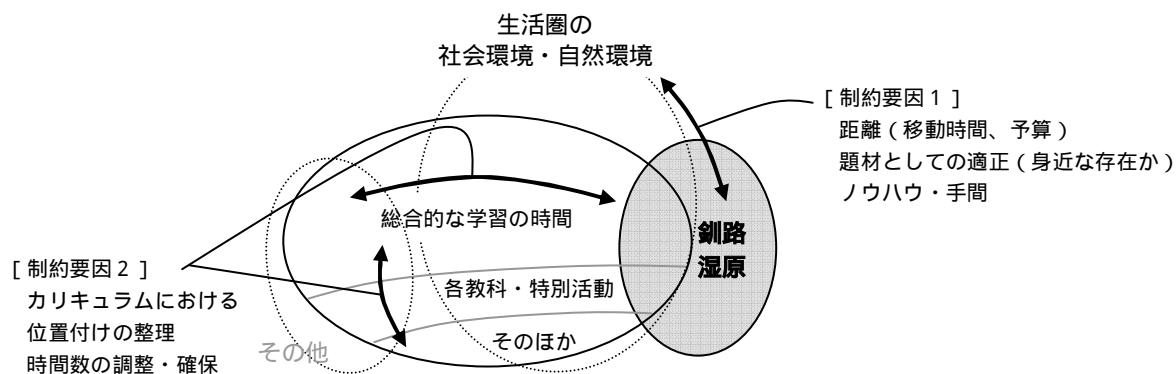 生活圏の
社会環境・自然環境
[ 制約要因１ ]
距離（移動時間、予算）
題材としての適正（身近な存在か）
ノウハウ・手間
総合的な学習の時間
釧路
湿原
[ 制約要因２ ]
カリキュラムにおける
位置付けの整理
時間数の調整・確保
各教科・特別活動
そのほか
その他